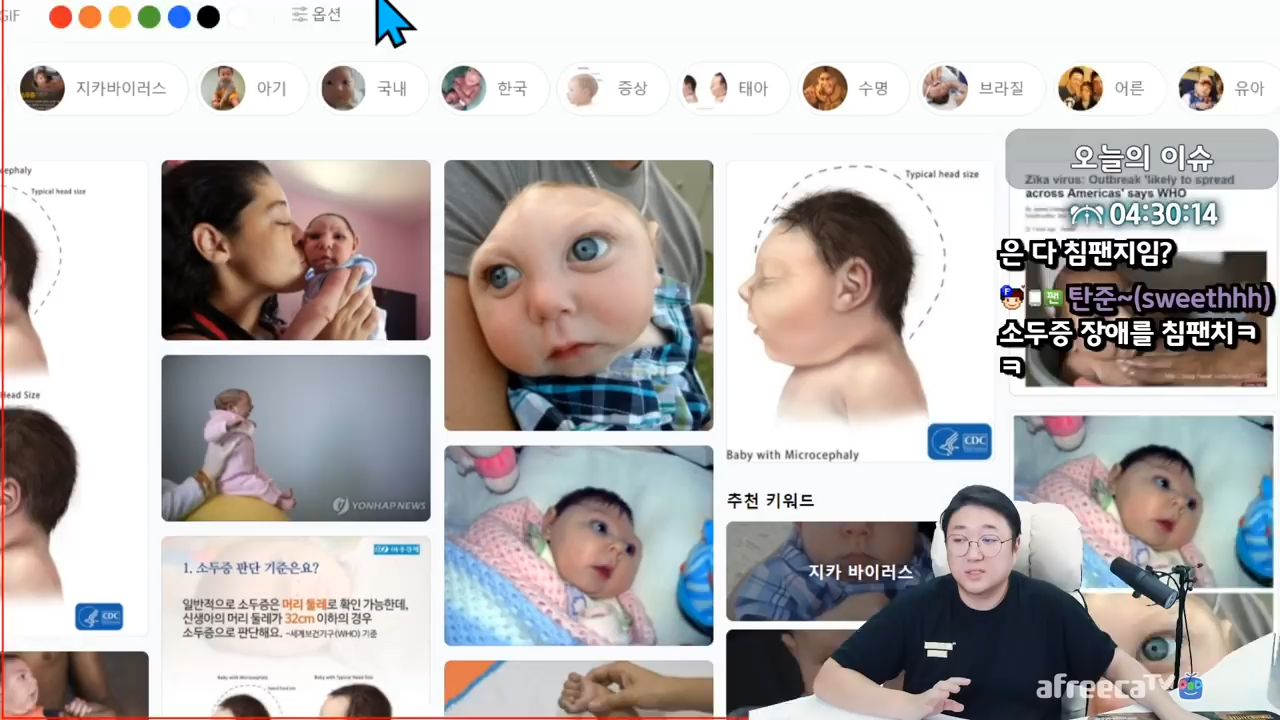 GIF
옵션
지카바이러스
아기
국내
한국
증상
태아
수명
브라질
어른
유아
cephaly
Typical head size
Head Size
CDC
YONHAP NEWS
1. 소두증 판단 기준은요?
일반적으로 소두증은 머리 둘레로 확인 가능한데,
신생아의 머리 둘레가 32cm 이하의 경우
소두증으로 판단해요. -세계보건기구(WHO) 기준
Baby with Microcephaly
Baby with Typical Head Size
Typical head size
CDC
Baby with Microcephaly
추천 키워드
지카 바이러스
오늘의 이슈
Zika virus: Outbreak 'likely to spread
across Americas' says WHO
04:30:14
은 다 침팬지임?
F 팬 탄준~(sweethhh)
소두증 장애를 침팬치ㅋ
ㅋ
afreecaTV